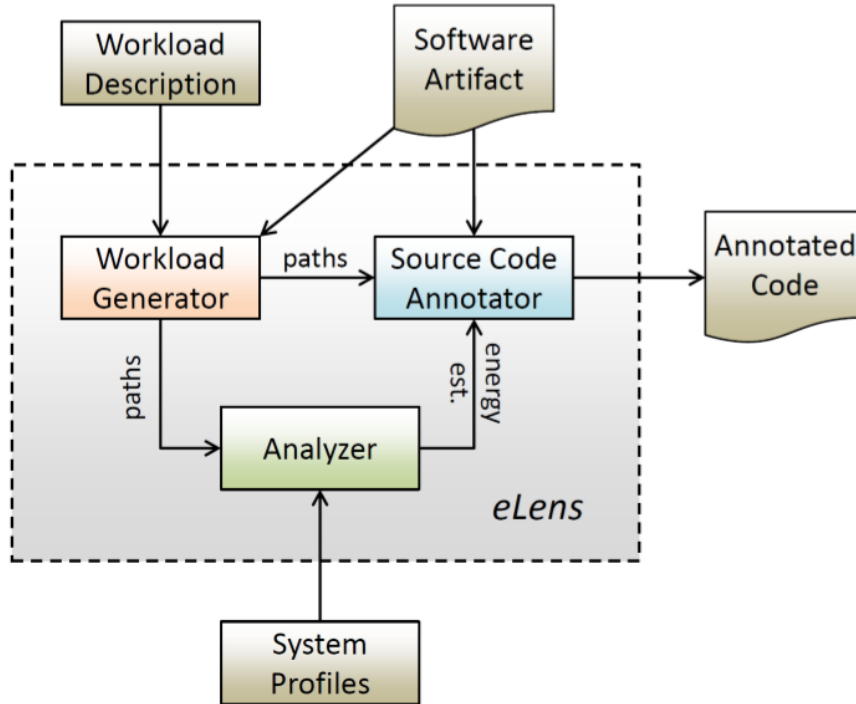 Workload
Description
Software
Artifact
Workload
Generator
paths
Source Code
Annotator
Annotated
Code
paths
energy
est.
Analyzer
eLens
System
Profiles